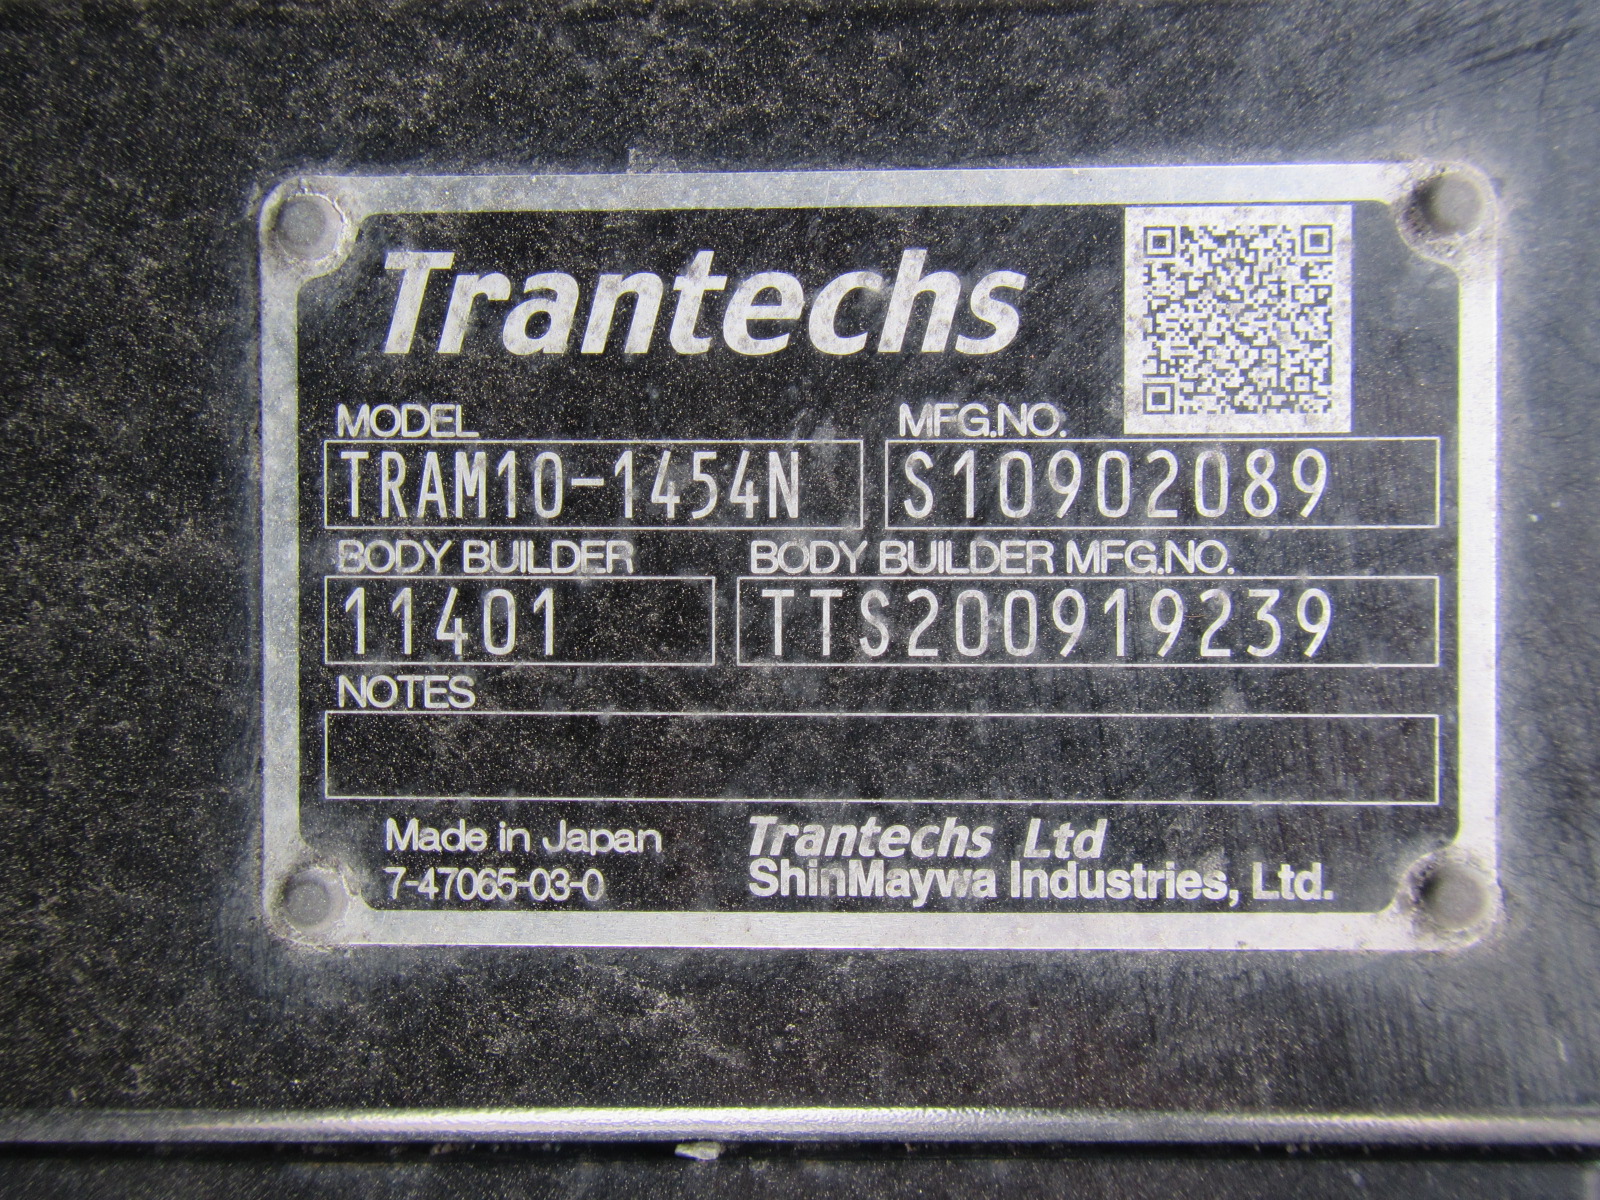 Trantechs
MODEL MFG.NO.
TRAM10-1454N S10902089
BODY BUILDER BODY BUILDER MFG.NO.
11401 TTS200919239
NOTES
Made in Japan Trantechs Ltd
7-47065-03-0 ShinMaywa Industries, Ltd.